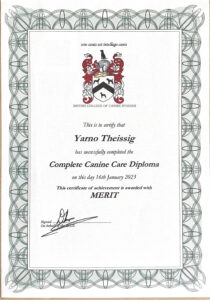 BRITISH COLLEGE OF CANINE STUDIES
This is to certify that
Yarno Theissig
has successfully completed the
Complete Canine Care Diploma
on this day 16th January 2023
This certificate of achievement is awarded with
MERIT
Signed